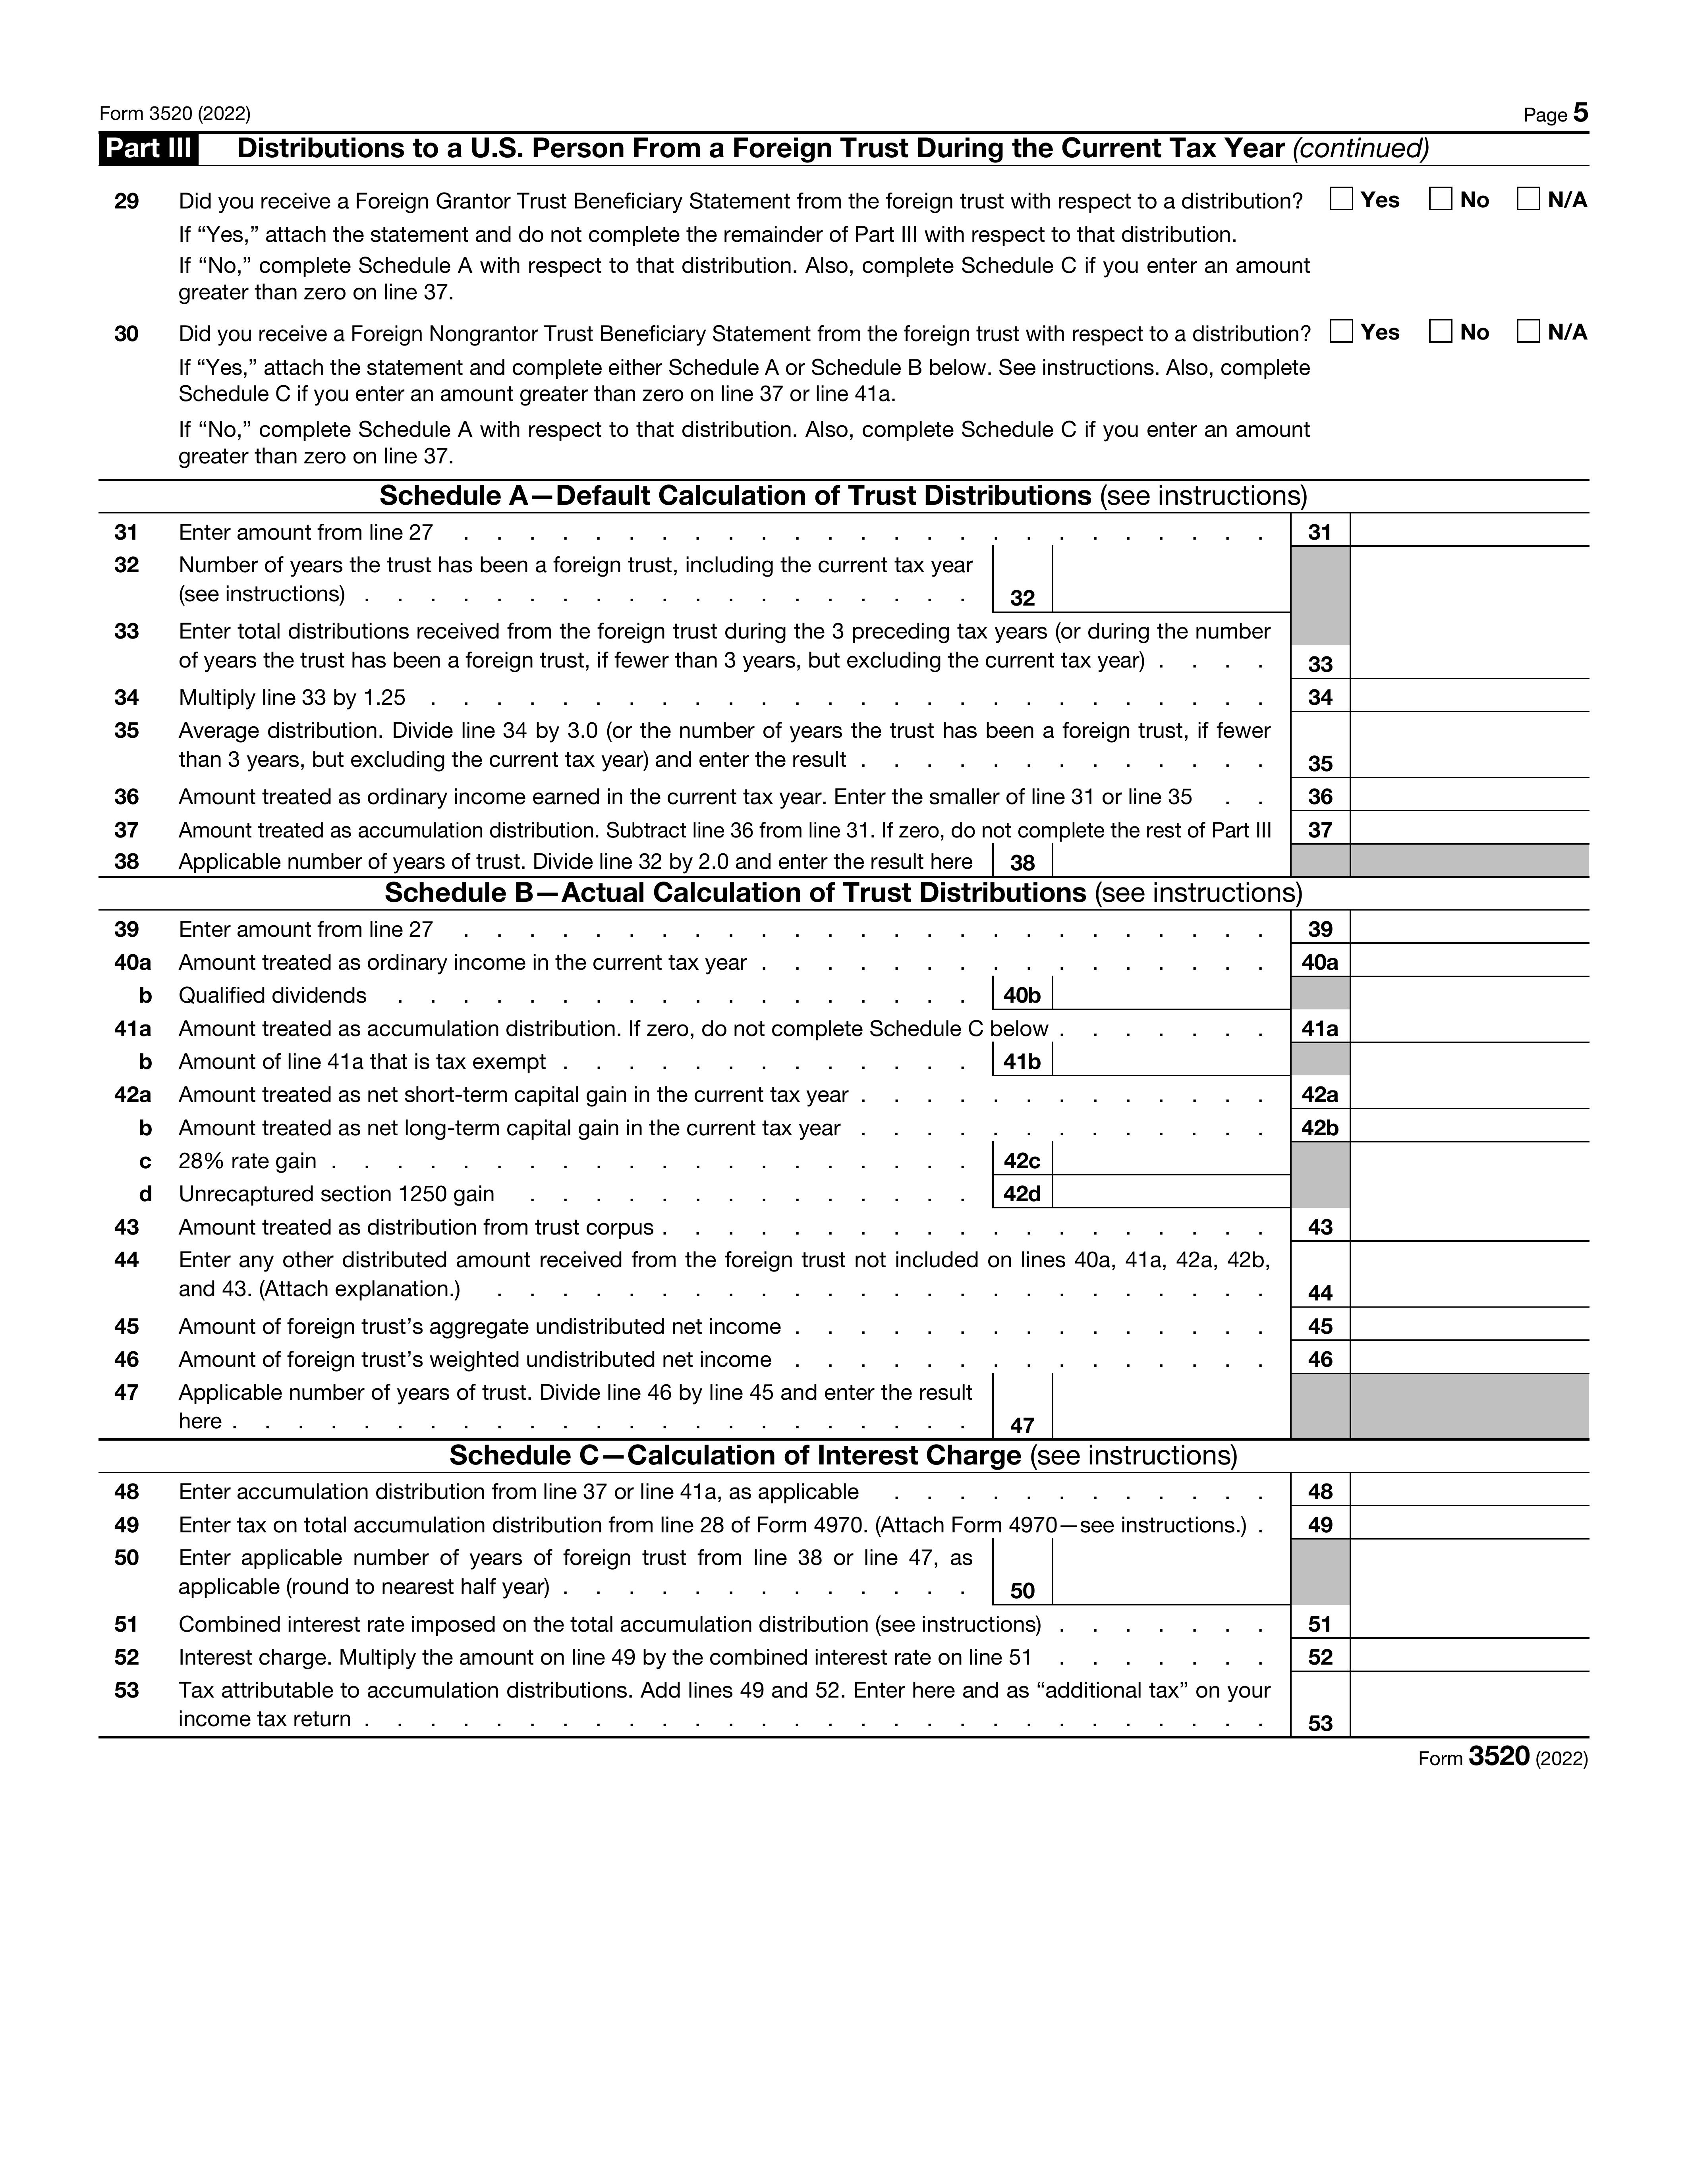 Form 3520 (2022) Page 5
Part III Distributions to a U.S. Person From a Foreign Trust During the Current Tax Year (continued)
29 Did you receive a Foreign Grantor Trust Beneficiary Statement from the foreign trust with respect to a distribution? Yes No N/A
If “Yes,” attach the statement and do not complete the remainder of Part III with respect to that distribution.
If “No,” complete Schedule A with respect to that distribution. Also, complete Schedule C if you enter an amount
greater than zero on line 37.
30 Did you receive a Foreign Nongrantor Trust Beneficiary Statement from the foreign trust with respect to a distribution? Yes No N/A
If “Yes,” attach the statement and complete either Schedule A or Schedule B below. See instructions. Also, complete
Schedule C if you enter an amount greater than zero on line 37 or line 41a.
If “No,” complete Schedule A with respect to that distribution. Also, complete Schedule C if you enter an amount
greater than zero on line 37.
Schedule A—Default Calculation of Trust Distributions (see instructions)
31 Enter amount from line 27 . . . . . . . . . . . . . . . . . . . . . . . . . 31
32 Number of years the trust has been a foreign trust, including the current tax year
(see instructions) . . . . . . . . . . . . . . . . . . . 32
33 Enter total distributions received from the foreign trust during the 3 preceding tax years (or during the number
of years the trust has been a foreign trust, if fewer than 3 years, but excluding the current tax year) . . . . 33
34 Multiply line 33 by 1.25 . . . . . . . . . . . . . . . . . . . . . . . . . . 34
35 Average distribution. Divide line 34 by 3.0 (or the number of years the trust has been a foreign trust, if fewer
than 3 years, but excluding the current tax year) and enter the result . . . . . . . . . . . . . 35
36 Amount treated as ordinary income earned in the current tax year. Enter the smaller of line 31 or line 35 . . 36
37 Amount treated as accumulation distribution. Subtract line 36 from line 31. If zero, do not complete the rest of Part III 37
38 Applicable number of years of trust. Divide line 32 by 2.0 and enter the result here 38
Schedule B—Actual Calculation of Trust Distributions (see instructions)
39 Enter amount from line 27 . . . . . . . . . . . . . . . . . . . . . . . . . 39
40a Amount treated as ordinary income in the current tax year . . . . . . . . . . . . . . . . 40a
b Qualified dividends . . . . . . . . . . . . . . . . . . 40b
41a Amount treated as accumulation distribution. If zero, do not complete Schedule C below . . . . . . . 41a
b Amount of line 41a that is tax exempt . . . . . . . . . . . . . 41b
42a Amount treated as net short-term capital gain in the current tax year . . . . . . . . . . . . . 42a
b Amount treated as net long-term capital gain in the current tax year . . . . . . . . . . . . . 42b
c 28% rate gain . . . . . . . . . . . . . . . . . . . . 42c
d Unrecaptured section 1250 gain . . . . . . . . . . . . . . 42d
43 Amount treated as distribution from trust corpus . . . . . . . . . . . . . . . . . . . 43
44 Enter any other distributed amount received from the foreign trust not included on lines 40a, 41a, 42a, 42b,
and 43. (Attach explanation.) . . . . . . . . . . . . . . . . . . . . . . . . 44
45 Amount of foreign trust’s aggregate undistributed net income . . . . . . . . . . . . . . . 45
46 Amount of foreign trust’s weighted undistributed net income . . . . . . . . . . . . . . . 46
47 Applicable number of years of trust. Divide line 46 by line 45 and enter the result
here . . . . . . . . . . . . . . . . . . . . . . . 47
Schedule C—Calculation of Interest Charge (see instructions)
48 Enter accumulation distribution from line 37 or line 41a, as applicable . . . . . . . . . . . . 48
49 Enter tax on total accumulation distribution from line 28 of Form 4970. (Attach Form 4970—see instructions.) . 49
50 Enter applicable number of years of foreign trust from line 38 or line 47, as
applicable (round to nearest half year) . . . . . . . . . . . . . 50
51 Combined interest rate imposed on the total accumulation distribution (see instructions) . . . . . . . 51
52 Interest charge. Multiply the amount on line 49 by the combined interest rate on line 51 . . . . . . . 52
53 Tax attributable to accumulation distributions. Add lines 49 and 52. Enter here and as “additional tax” on your
income tax return . . . . . . . . . . . . . . . . . . . . . . . . . . . . 53
Form 3520 (2022)